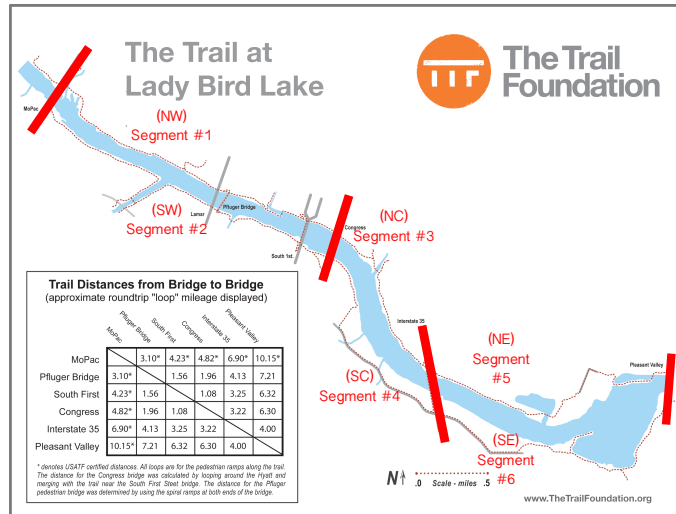 The Trail at
Lady Bird Lake
The Trail
Foundation
MoPac
(NW)
Segment #1
(SW)
Segment #2
Lamar
Pfluger Bridge
South 1st.
(NC)
Congress
Segment #3
Interstate 35
(NE)
Segment
#5
Pleasant Valley
(SC)
Segment #4
(SE)
Segment
#6
N
.0 Scale - miles .5
www.TheTrailFoundation.org
Trail Distances from Bridge to Bridge
(approximate roundtrip "loop" mileage displayed)
MoPac Pfluger Bridge South First Congress Interstate 35 Pleasant Valley
MoPac 3.10* 4.23* 4.82* 6.90* 10.15*
Pfluger Bridge 3.10* 1.56 1.96 4.13 7.21
South First 4.23* 1.56 1.08 3.25 6.32
Congress 4.82* 1.96 1.08 3.22 6.30
Interstate 35 6.90* 4.13 3.25 3.22 4.00
Pleasant Valley 10.15* 7.21 6.32 6.30 4.00
* denotes USATF certified distances. All loops are for the pedestrian ramps along the trail.
The distance for the Congress bridge was calculated by looping around the Hyatt and
merging with the trail near the South First Steet bridge. The distance for the Pfluger
pedestrian bridge was determined by using the spiral ramps at both ends of the bridge.